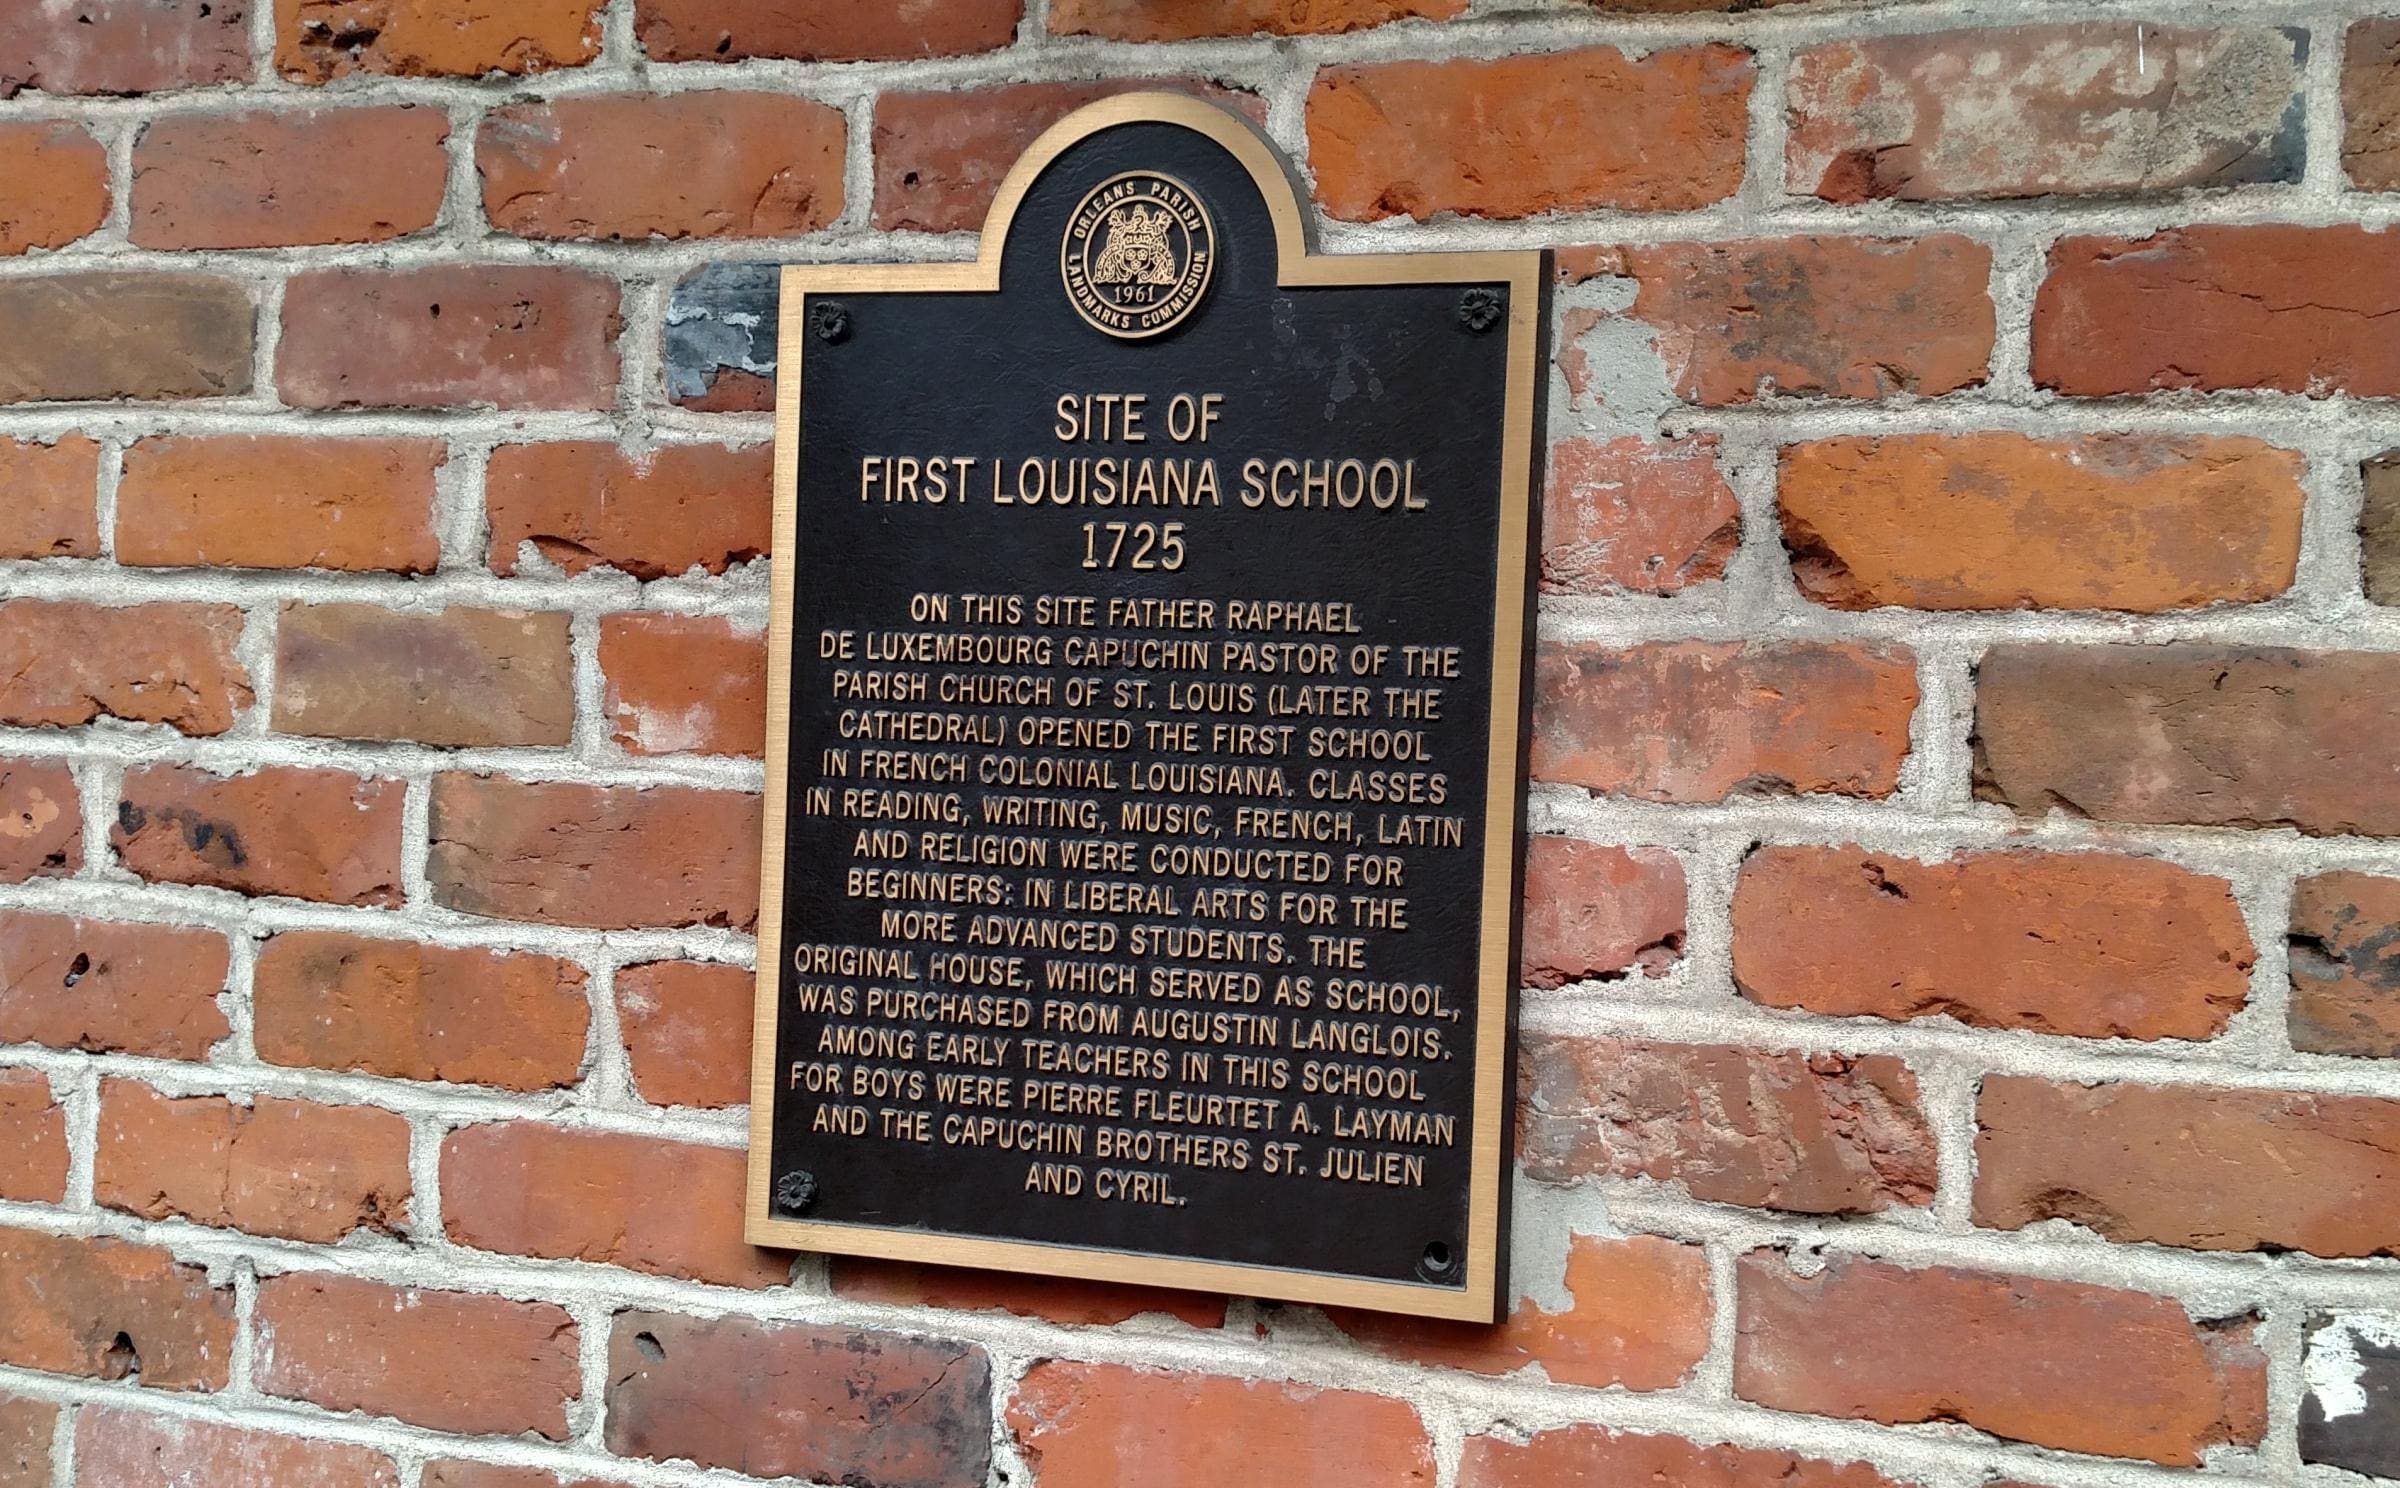 ORLEANS PARISH
LANDMARKS COMMISSION
1961
SITE OF
FIRST LOUISIANA SCHOOL
1725
ON THIS SITE FATHER RAPHAEL
DE LUXEMBOURG CAPUCHIN PASTOR OF THE
PARISH CHURCH OF ST. LOUIS (LATER THE
CATHEDRAL) OPENED THE FIRST SCHOOL
IN FRENCH COLONIAL LOUISIANA. CLASSES
IN READING, WRITING, MUSIC, FRENCH, LATIN
AND RELIGION WERE CONDUCTED FOR
BEGINNERS: IN LIBERAL ARTS FOR THE
MORE ADVANCED STUDENTS. THE
ORIGINAL HOUSE, WHICH SERVED AS SCHOOL,
WAS PURCHASED FROM AUGUSTIN LANGLOIS.
AMONG EARLY TEACHERS IN THIS SCHOOL
FOR BOYS WERE PIERRE FLEURTET A. LAYMAN
AND THE CAPUCHIN BROTHERS ST. JULIEN
AND CYRIL.